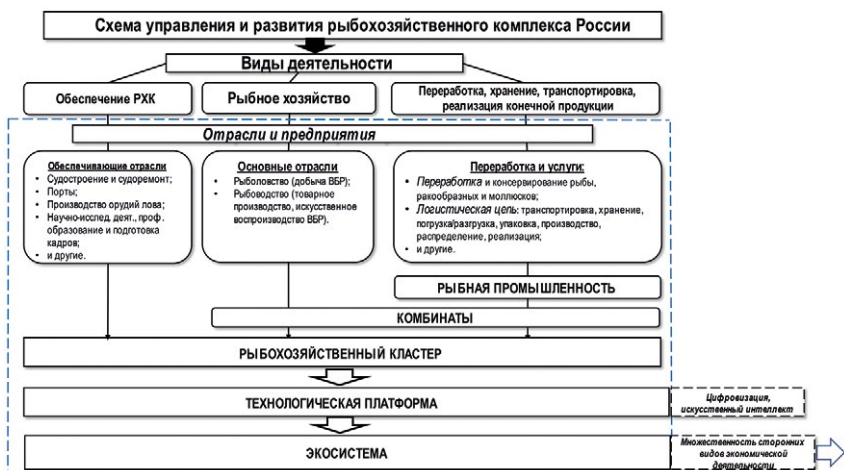 Схема управления и развития рыбохозяйственного комплекса России
Виды деятельности
Обеспечение РХК
Рыбное хозяйство
Переработка, хранение, транспортировка,
реализация конечной продукции
Отрасли и предприятия
Обеспечивающие отрасли
• Судостроение и судоремонт;
• Порты;
• Производство орудий лова;
• Научно-исслед. деят., проф.
образование и подготовка
кадров;
• и другие.
Основные отрасли
• Рыболовство (добыча ВБР);
• Рыбоводство (товарное
производство, искусственное
воспроизводство ВБР).
Переработка и услуги:
• Переработка и консервирование рыбы,
ракообразных и моллюсков.
• Логистическая цепь: транспортировка, хранение,
погрузка/разгрузка, упаковка, производство,
распределение, реализация;
• и другие.
РЫБНАЯ ПРОМЫШЛЕННОСТЬ
КОМБИНАТЫ
РЫБОХОЗЯЙСТВЕННЫЙ КЛАСТЕР
ТЕХНОЛОГИЧЕСКАЯ ПЛАТФОРМА
Цифровизация,
искусственный интеллект
ЭКОСИСТЕМА
Множественность сторонних
видов экономической
деятельности